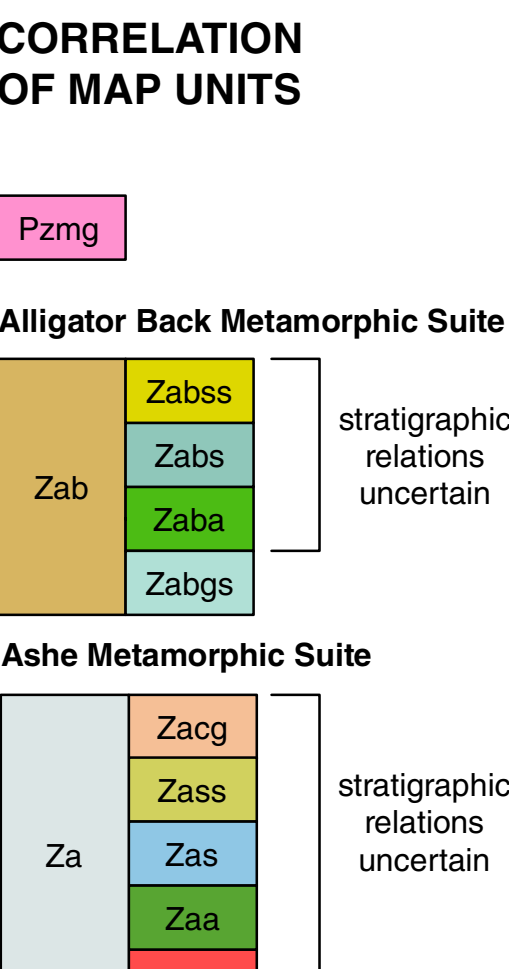 CORRELATION
OF MAP UNITS
Pzmg
Alligator Back Metamorphic Suite
Zab
Zabss
Zabs
Zaba
Zabgs
stratigraphic
relations
uncertain
Ashe Metamorphic Suite
Za
Zacg
Zass
Zas
Zaa
stratigraphic
relations
uncertain